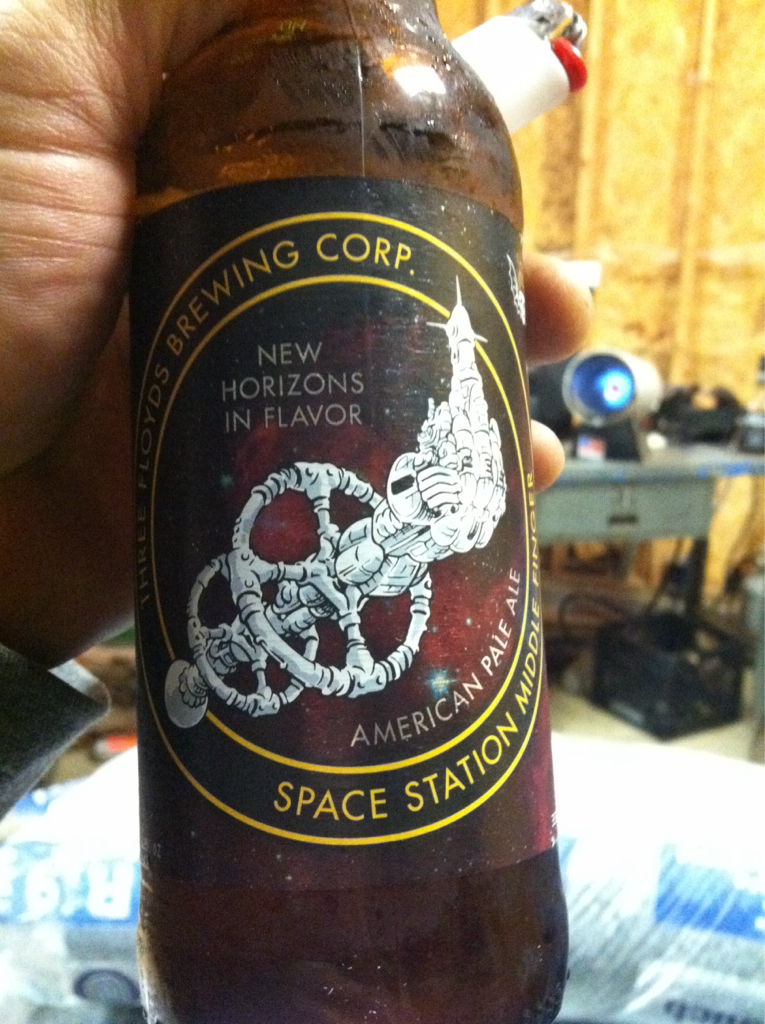 THREE FLOYDS BREWING CORP.
NEW
HORIZONS
IN FLAVOR
AMERICAN PALE ALE
SPACE STATION MIDDLE FINGER